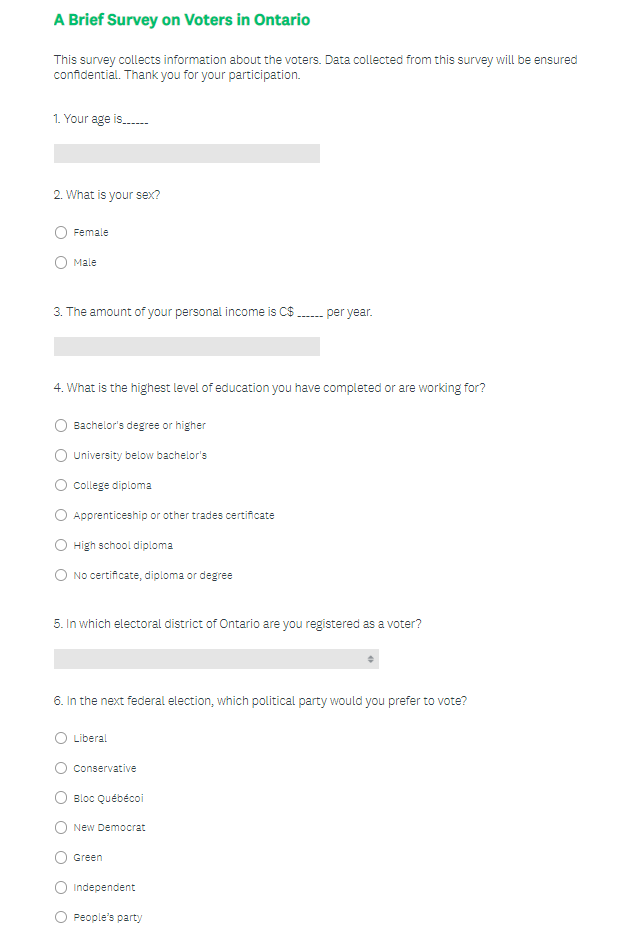 A Brief Survey on Voters in Ontario
This survey collects information about the voters. Data collected from this survey will be ensured
confidential. Thank you for your participation.
1. Your age is______
2. What is your sex?
Female
Male
3. The amount of your personal income is C$ ______ per year.
4. What is the highest level of education you have completed or are working for?
Bachelor's degree or higher
University below bachelor's
College diploma
Apprenticeship or other trades certificate
High school diploma
No certificate, diploma or degree
5. In which electoral district of Ontario are you registered as a voter?
6. In the next federal election, which political party would you prefer to vote?
Liberal
Conservative
Bloc Québécoi
New Democrat
Green
Independent
People's party